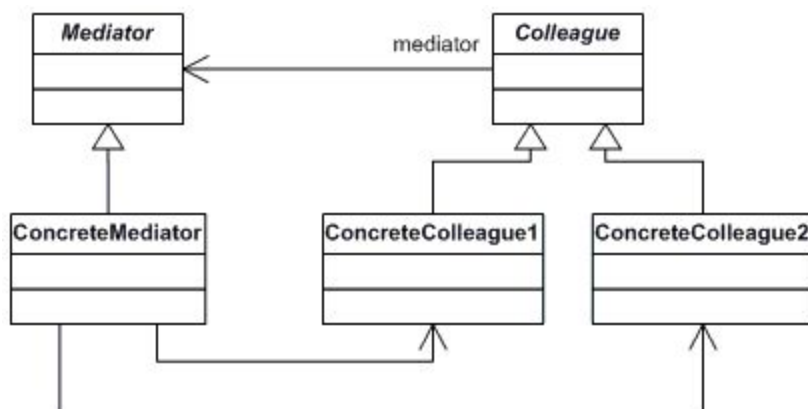 Mediator
mediator
Colleague
ConcreteMediator
ConcreteColleague1
ConcreteColleague2